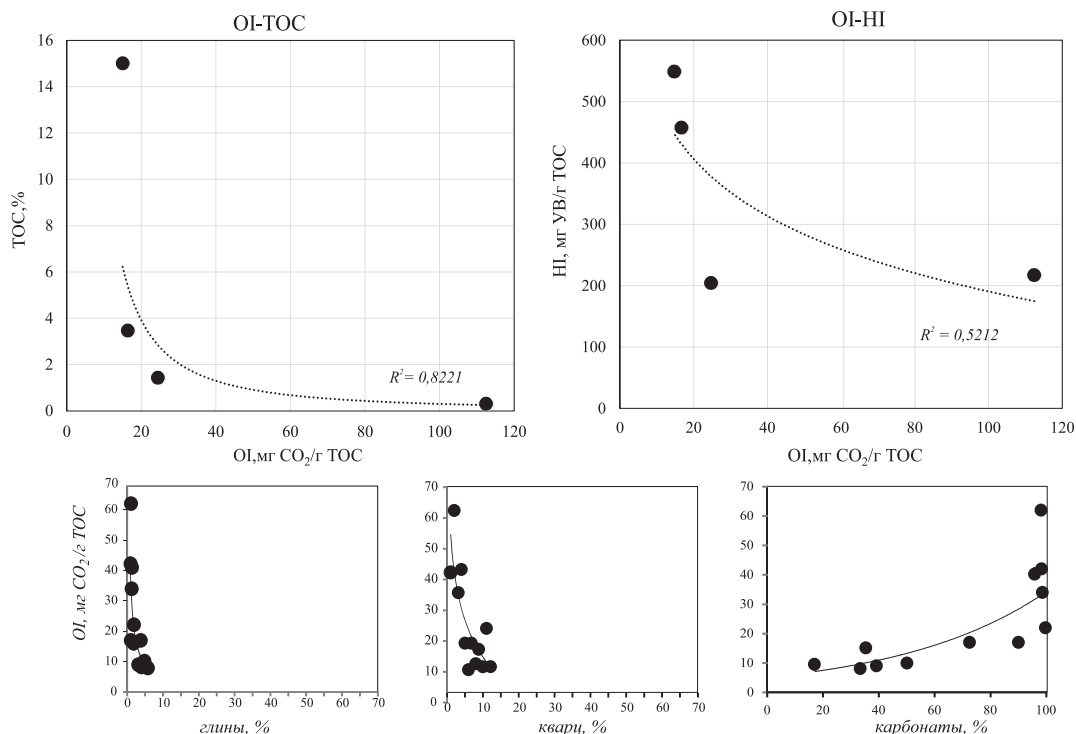 OI-TOC
16
14
12
10
8
6
4
2
0
TOC,%
R² = 0,8221
0 20 40 60 80 100 120
OI,мг CO₂/г TOC
OI-HI
600
500
400
300
200
100
0
HI, мг УВ/г TOC
R² = 0,5212
0 20 40 60 80 100 120
OI,мг CO₂/г TOC
70
60
50
40
30
20
10
0
OI, мг CO₂/г TOC
0 10 20 30 40 50 60 70
глины, %
70
60
50
40
30
20
10
0
0 10 20 30 40 50 60 70
кварц, %
70
60
50
40
30
20
10
0
0 20 40 60 80 100
карбонаты, %